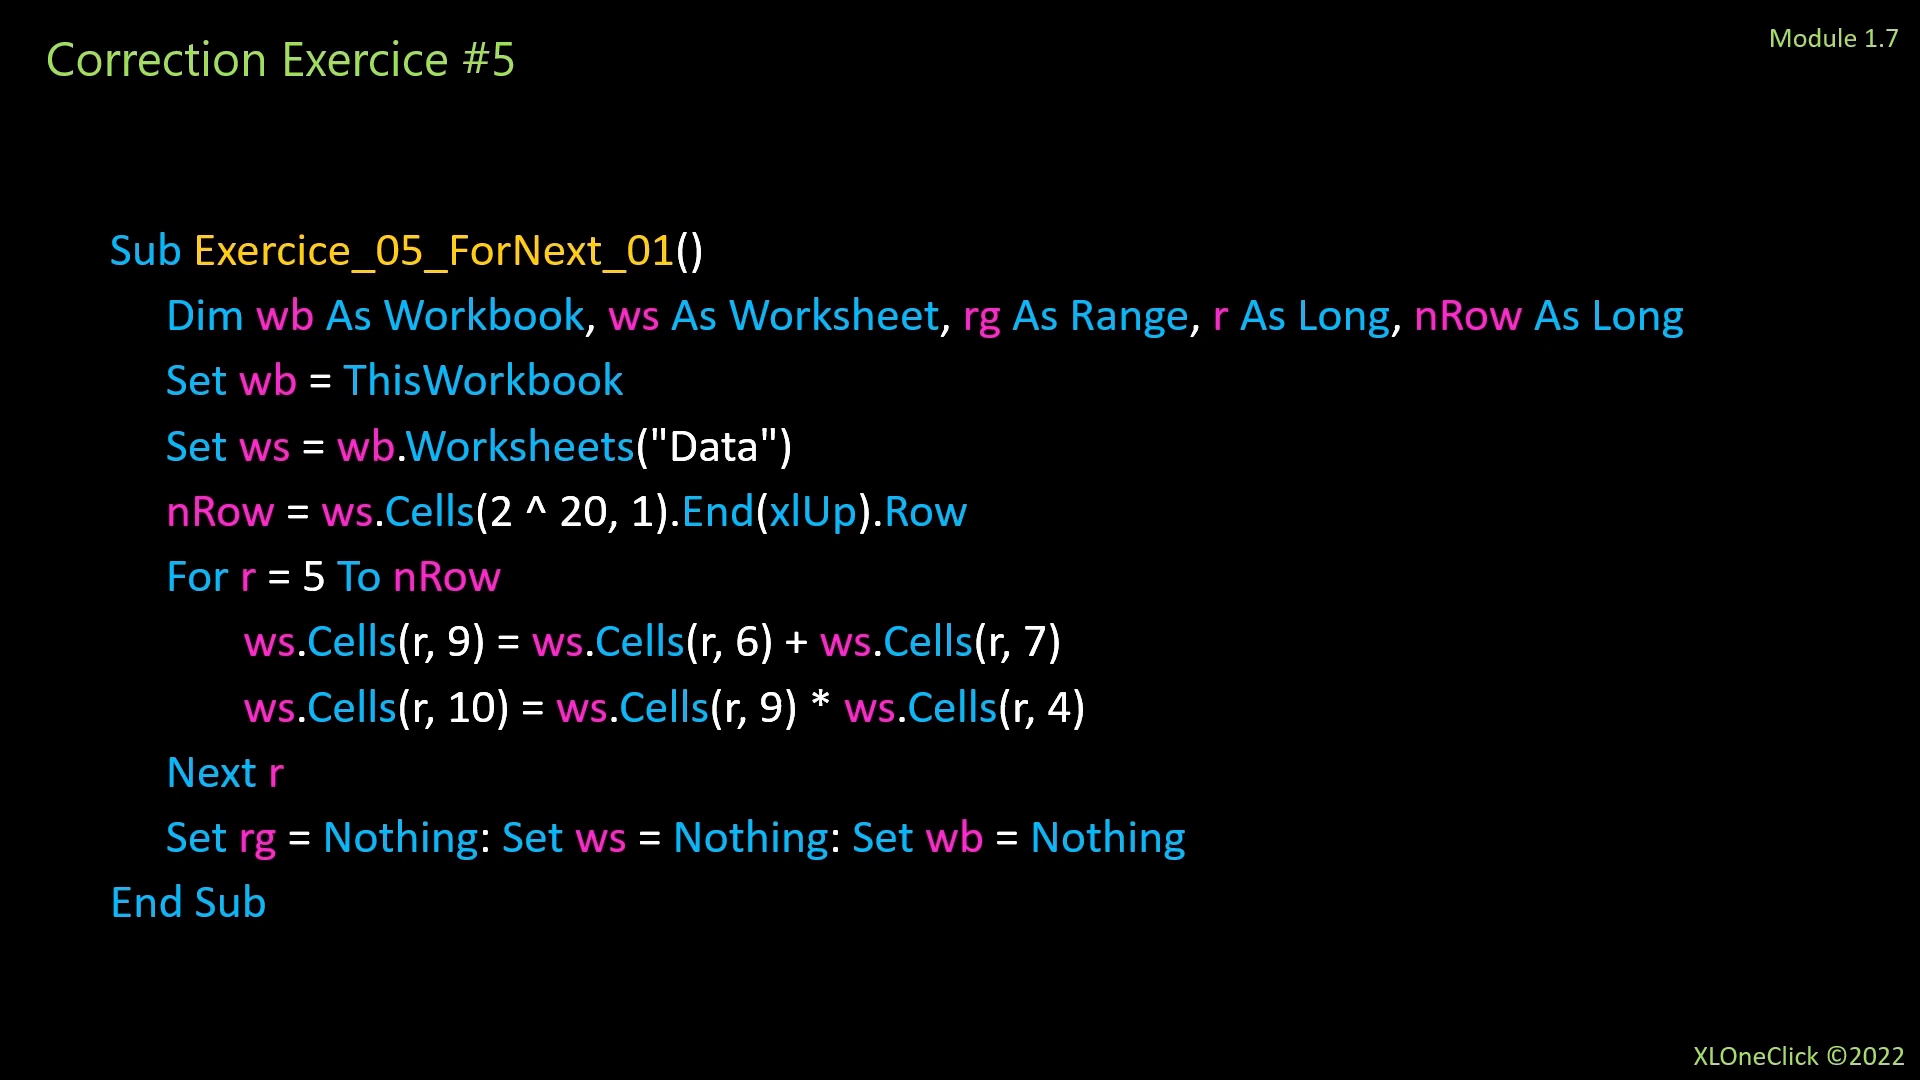 Correction Exercice #5
Module 1.7
Sub Exercice_05_ForNext_01()
Dim wb As Workbook, ws As Worksheet, rg As Range, r As Long, nRow As Long
Set wb = ThisWorkbook
Set ws = wb.Worksheets("Data")
nRow = ws.Cells(2 ^ 20, 1).End(xlUp).Row
For r = 5 To nRow
ws.Cells(r, 9) = ws.Cells(r, 6) + ws.Cells(r, 7)
ws.Cells(r, 10) = ws.Cells(r, 9) * ws.Cells(r, 4)
Next r
Set rg = Nothing: Set ws = Nothing: Set wb = Nothing
End Sub
XLOneClick ©2022